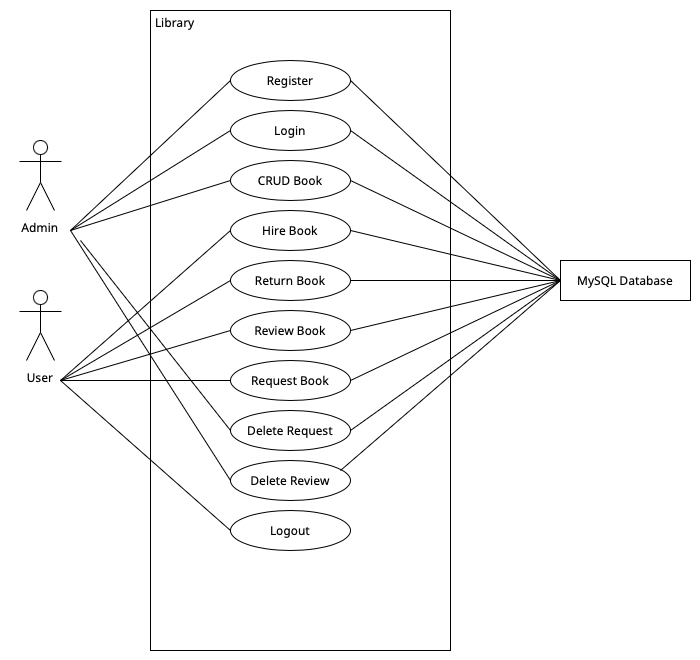 Library
Register
Login
CRUD Book
Admin
Hire Book
Return Book
MySQL Database
Review Book
User
Request Book
Delete Request
Delete Review
Logout